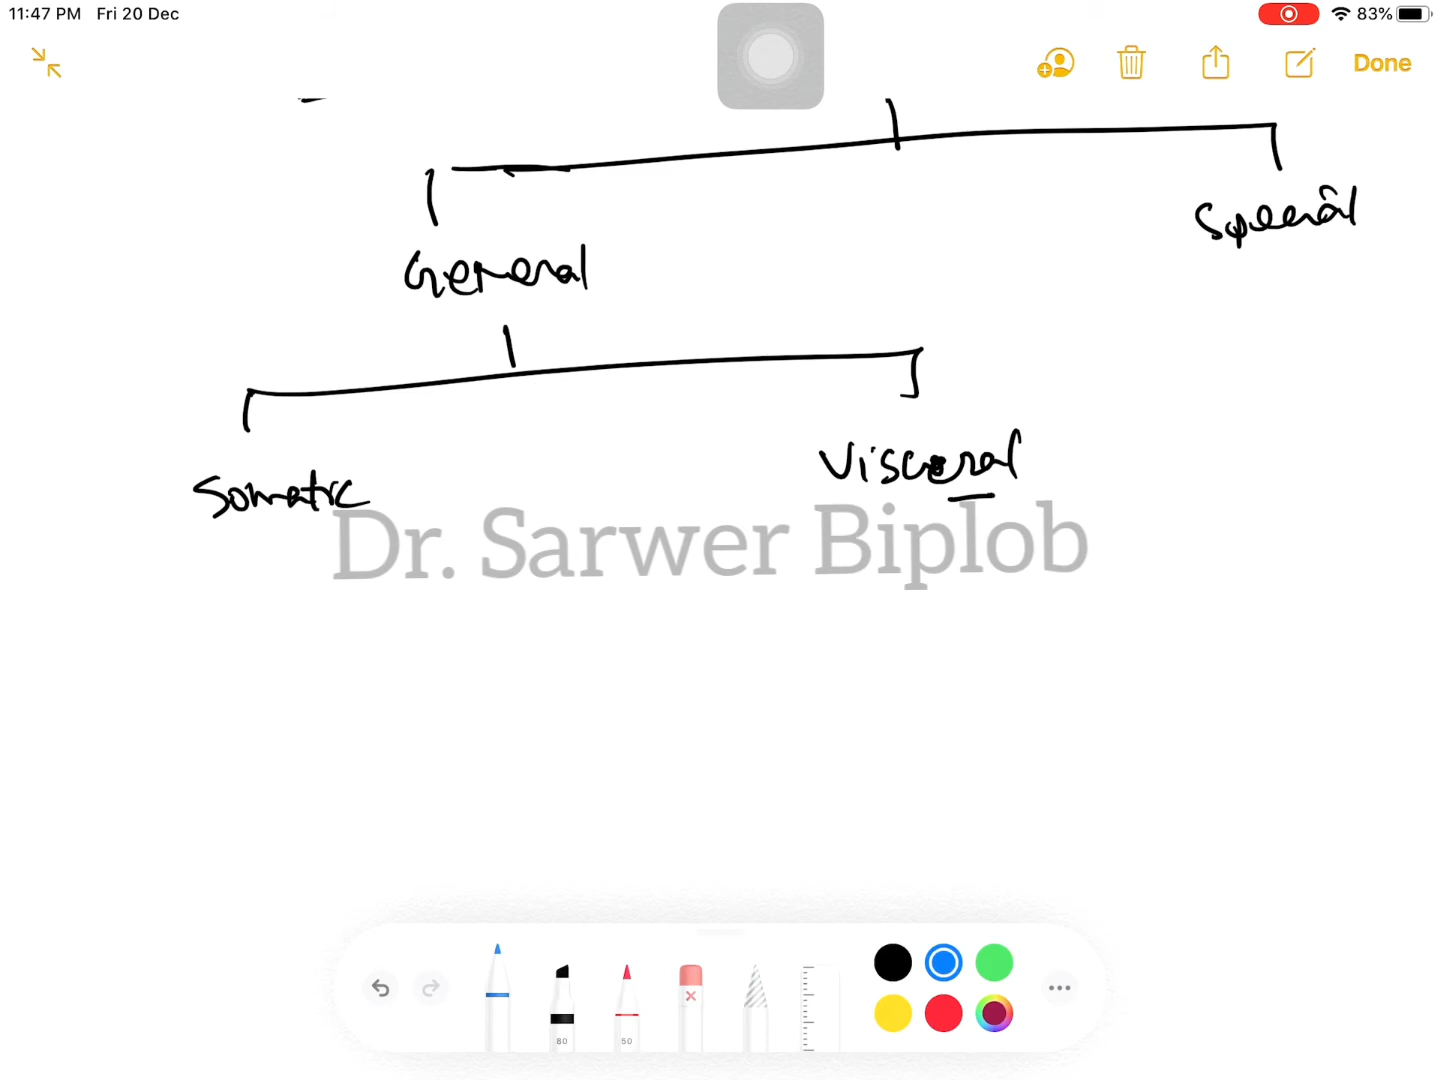 11:47 PM Fri 20 Dec
83%
Done
Special
General
Visceral
Somatic
Dr. Sarwer Biplob
80
50